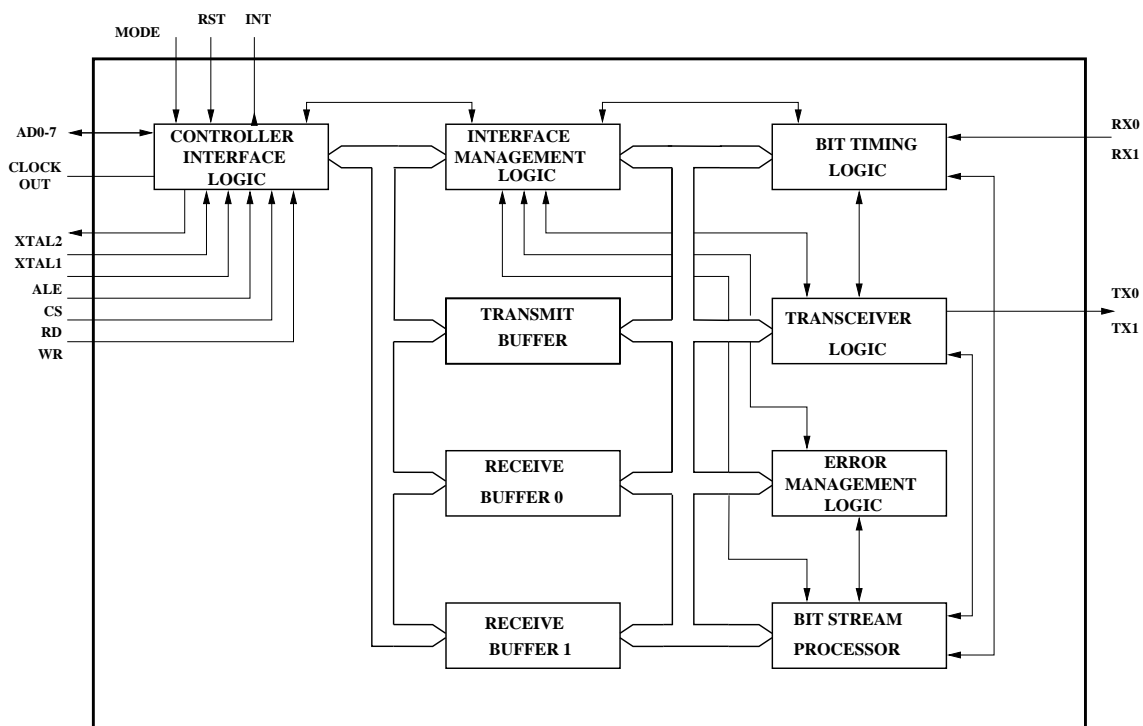 MODE
RST
INT
AD0-7
CLOCK
OUT
XTAL2
XTAL1
ALE
CS
RD
WR
CONTROLLER
INTERFACE
LOGIC
INTERFACE
MANAGEMENT
LOGIC
BIT TIMING
LOGIC
RX0
RX1
TRANSMIT
BUFFER
TRANSCEIVER
LOGIC
TX0
TX1
RECEIVE
BUFFER 0
ERROR
MANAGEMENT
LOGIC
RECEIVE
BUFFER 1
BIT STREAM
PROCESSOR